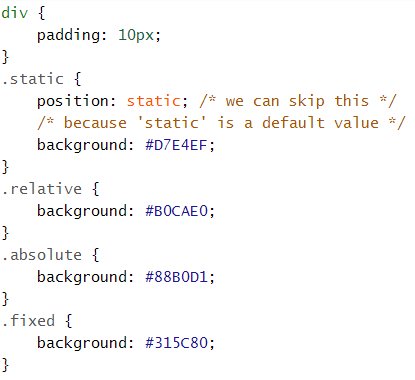 div {
    padding: 10px;
}
.static {
    position: static; /* we can skip this */
    /* because 'static' is a default value */
    background: #D7E4EF;
}
.relative {
    background: #B0CAE0;
}
.absolute {
    background: #88B0D1;
}
.fixed {
    background: #315C80;
}